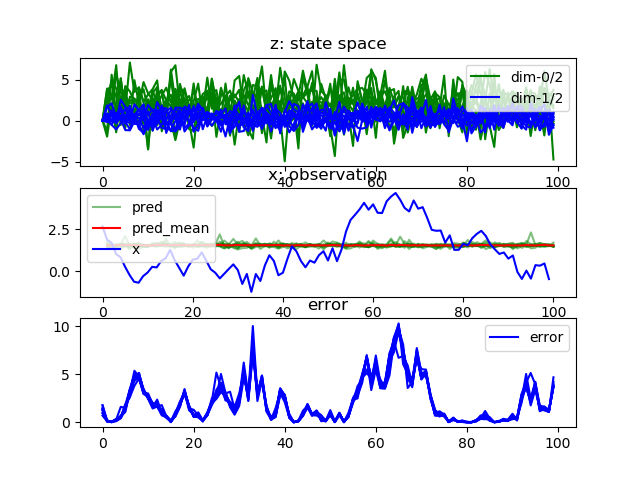 z: state space
5
0
−5
dim-0/2
dim-1/2
0 20 40 60 80 100
x: observation
2.5
0.0
pred
pred_mean
x
0 20 40 60 80 100
error
10
5
0
error
0 20 40 60 80 100